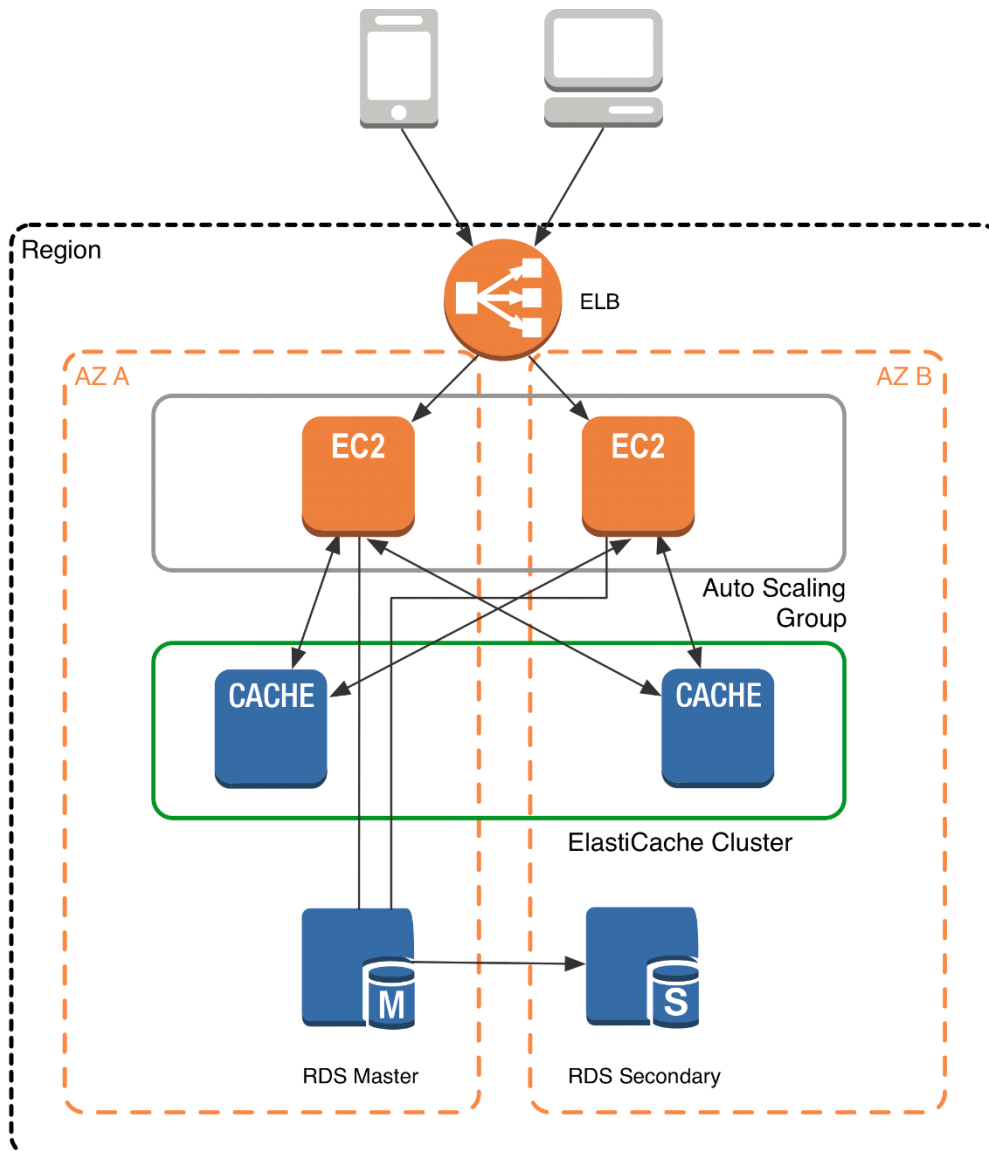 Region
ELB
AZ A
AZ B
EC2
EC2
Auto Scaling
Group
CACHE
CACHE
ElastiCache Cluster
M
S
RDS Master
RDS Secondary